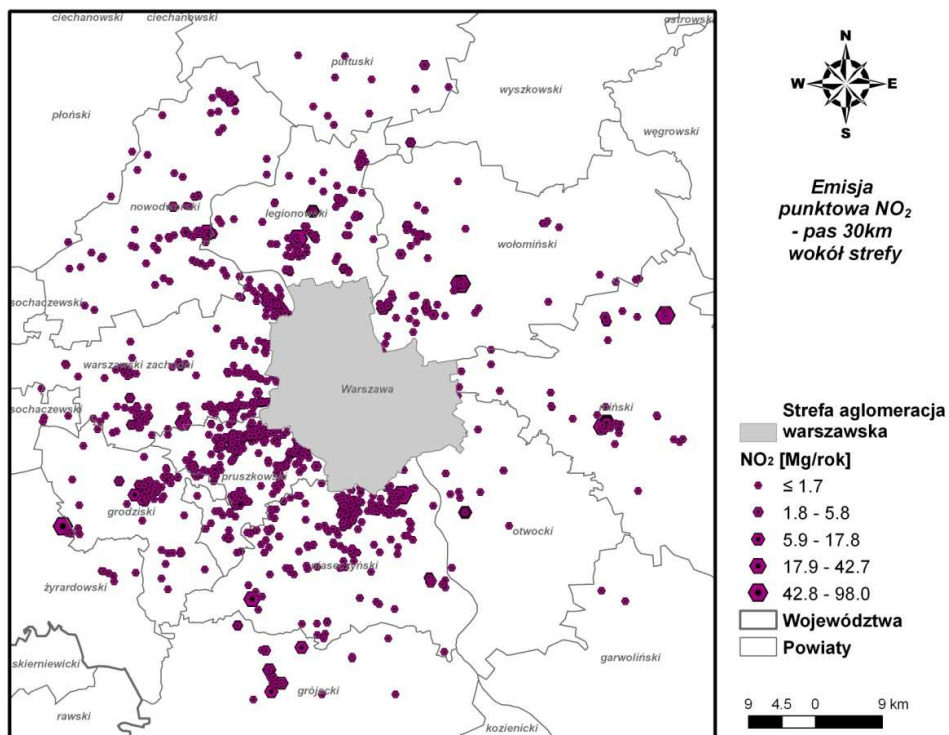 ciechanowski
ciechanowski
ostrowski
pułtuski
wyszkowski
płoński
węgrowski
nowodworski
legionowski
wołomiński
sochaczewski
warszawski zachodni
Warszawa
sochaczewski
miński
pruszkowski
grodziski
otwocki
piaseczyński
żyrardowski
garwoliński
skierniewicki
grójecki
rawski
kozienicki
N
W E
S
Emisja
punktowa NO₂
- pas 30km
wokół strefy
Strefa aglomeracja
warszawska
NO₂ [Mg/rok]
≤ 1.7
1.8 - 5.8
5.9 - 17.8
17.9 - 42.7
42.8 - 98.0
Województwa
Powiaty
9 4.5 0 9 km